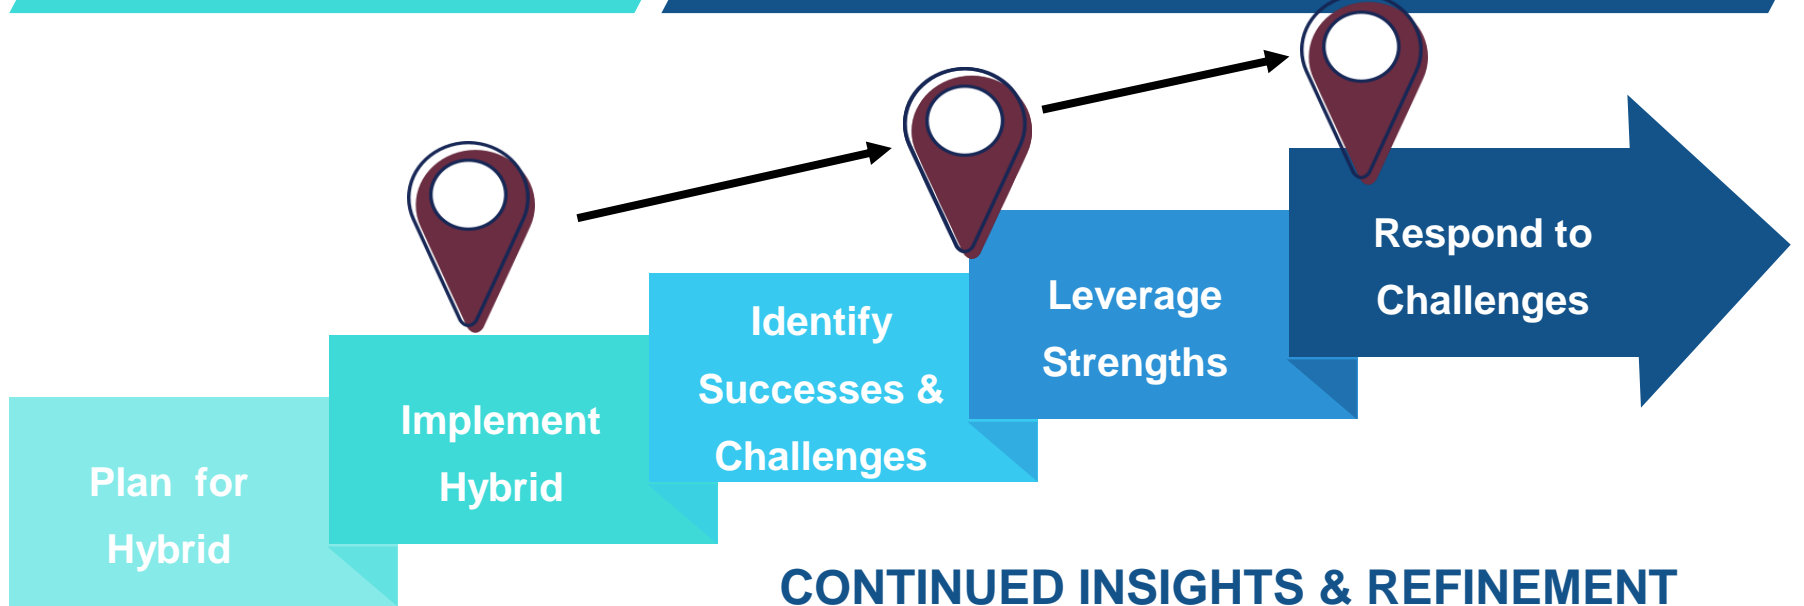 Plan for
Hybrid
Implement
Hybrid
Identify
Successes &
Challenges
Leverage
Strengths
Respond to
Challenges
CONTINUED INSIGHTS & REFINEMENT